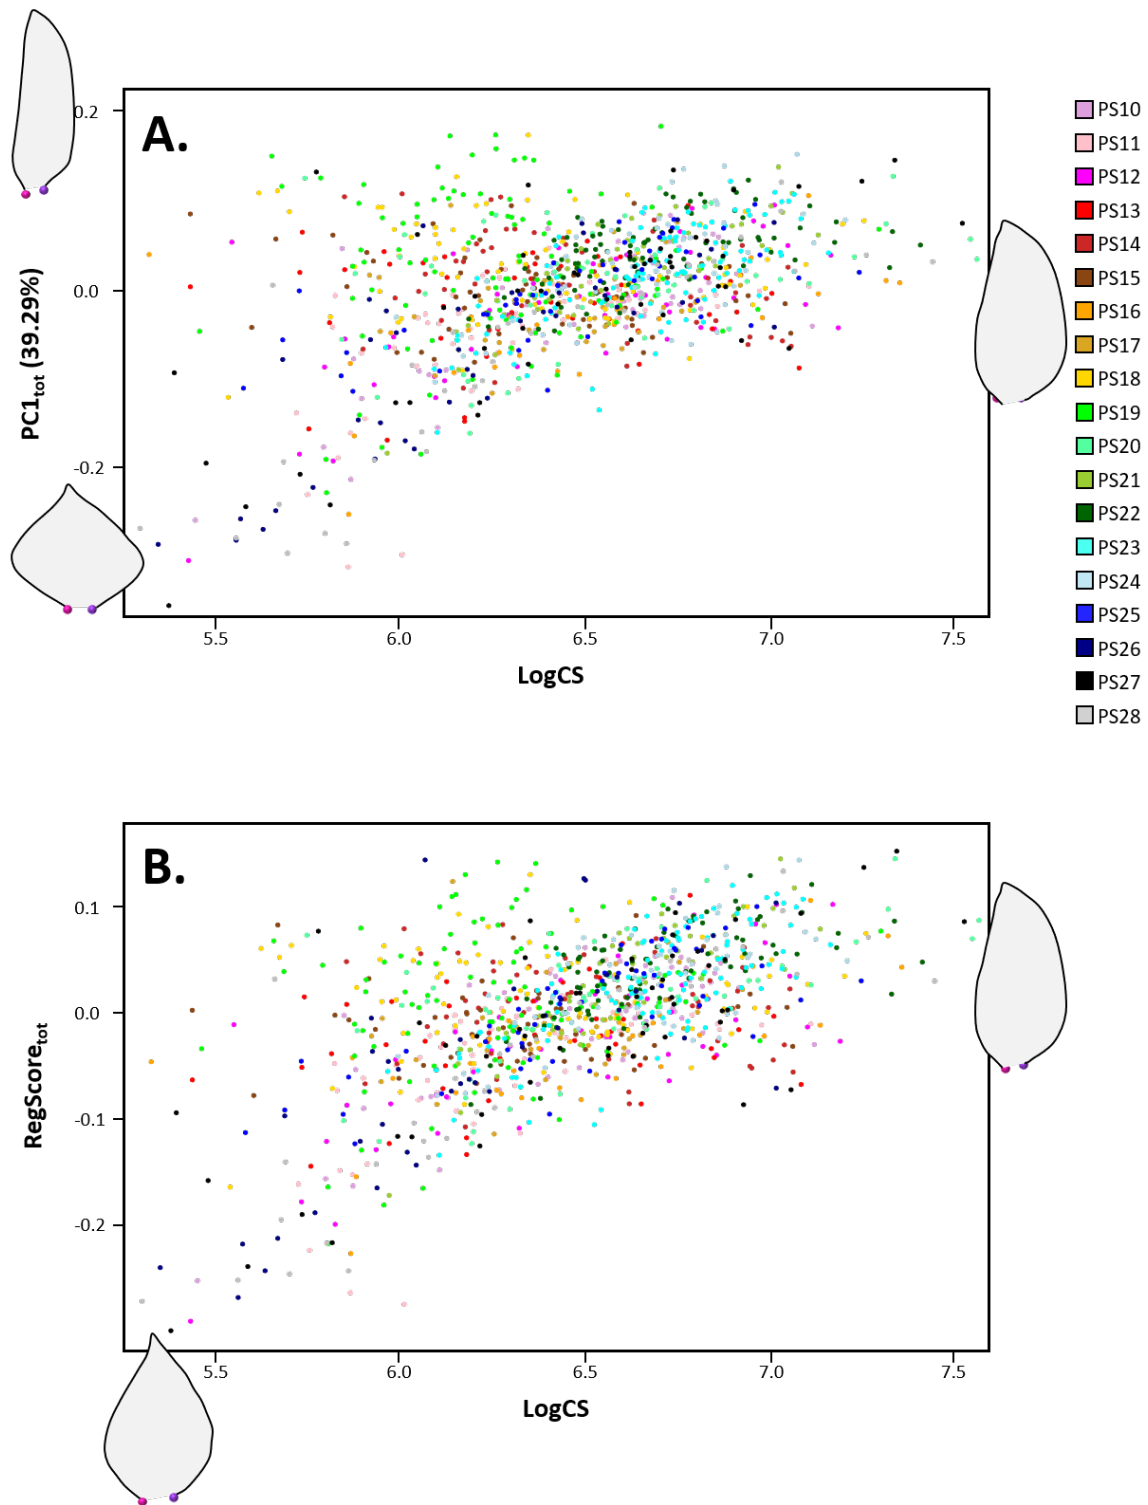 A.
0.2
0.0
-0.2
PC1tot (39.29%)
5.5 6.0 6.5 7.0 7.5
LogCS
PS10
PS11
PS12
PS13
PS14
PS15
PS16
PS17
PS18
PS19
PS20
PS21
PS22
PS23
PS24
PS25
PS26
PS27
PS28
B.
0.1
0.0
-0.1
-0.2
RegScoretot
5.5 6.0 6.5 7.0 7.5
LogCS